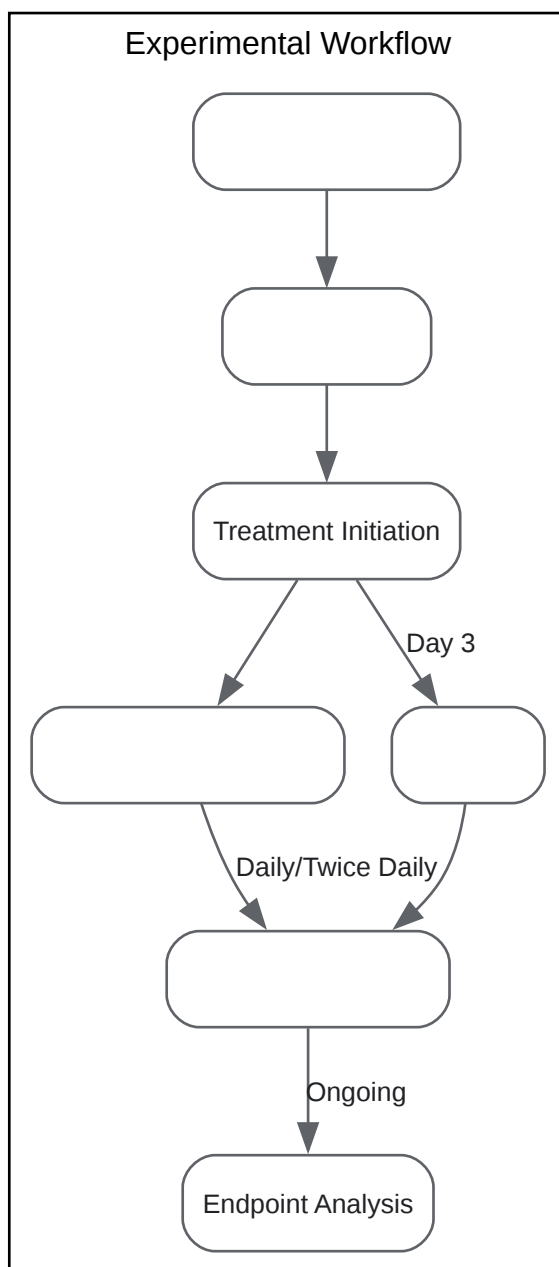 Experimental Workflow
Treatment Initiation
Day 3
Daily/Twice Daily
Ongoing
Endpoint Analysis